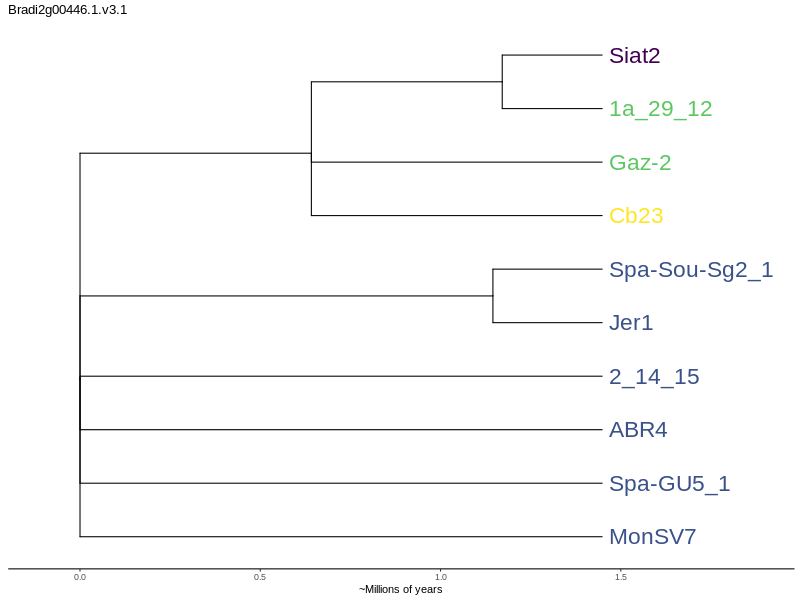 Bradi2g00446.1.v3.1
Siat2
1a_29_12
Gaz-2
Cb23
Spa-Sou-Sg2_1
Jer1
2_14_15
ABR4
Spa-GU5_1
MonSV7
0.0 0.5 1.0 1.5
~Millions of years